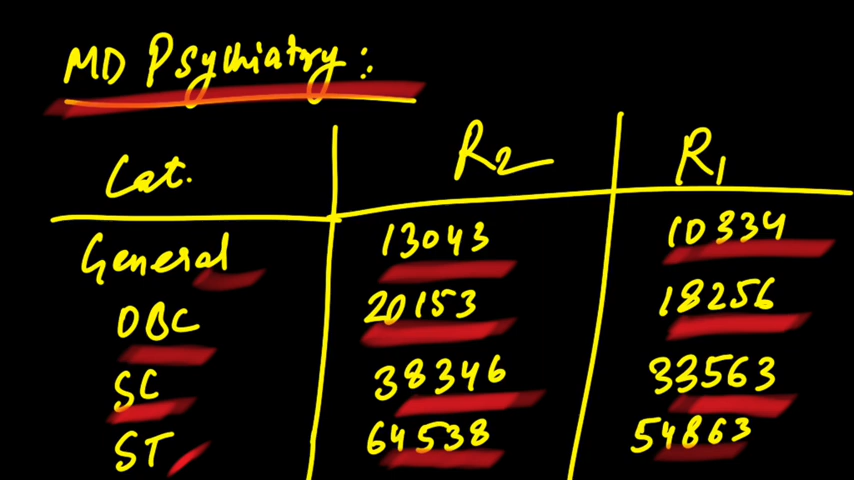 MD Psychiatry:
Cat. R2 R1
General 13043 10334
OBC 20153 18256
SC 38346 33563
ST 64538 54863